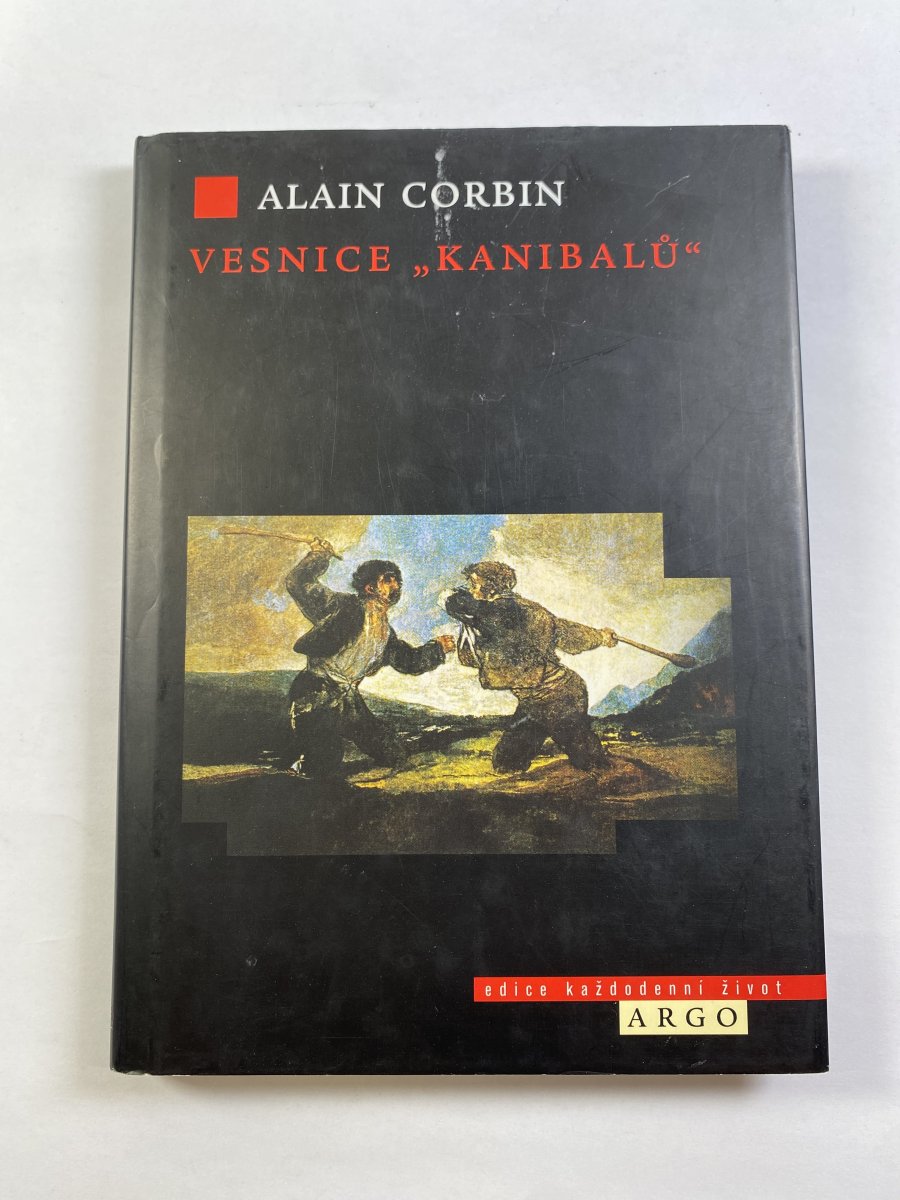 ALAIN CORBIN
VESNICE „KANIBALŮ“
edice každodenní život
ARGO